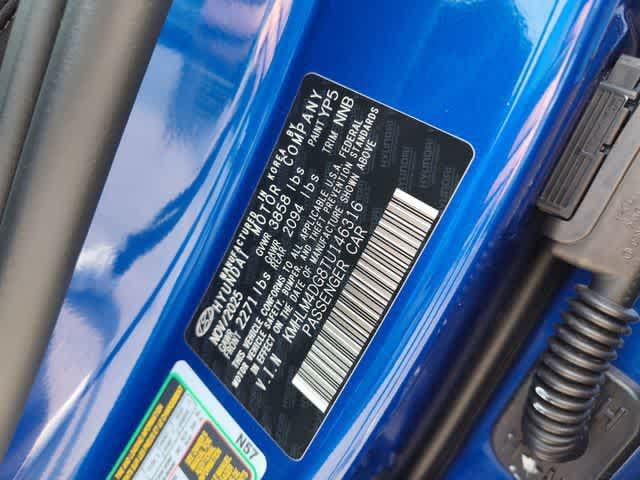 MANUFACTURED IN KOREA BY
HYUNDAI MOTOR COMPANY
NOV/2025 GVWR 3858 lbs PAINT YP5
GAWR FRONT 2271 lbs GAWR REAR 2094 lbs TRIM NNB
THIS VEHICLE CONFORMS TO ALL APPLICABLE U.S.A. FEDERAL
MOTOR VEHICLE SAFETY, BUMPER, AND THEFT PREVENTION STANDARDS
IN EFFECT ON THE DATE OF MANUFACTURE SHOWN ABOVE
V.I.N KMHLM4DG8TU146316
PASSENGER CAR
N57